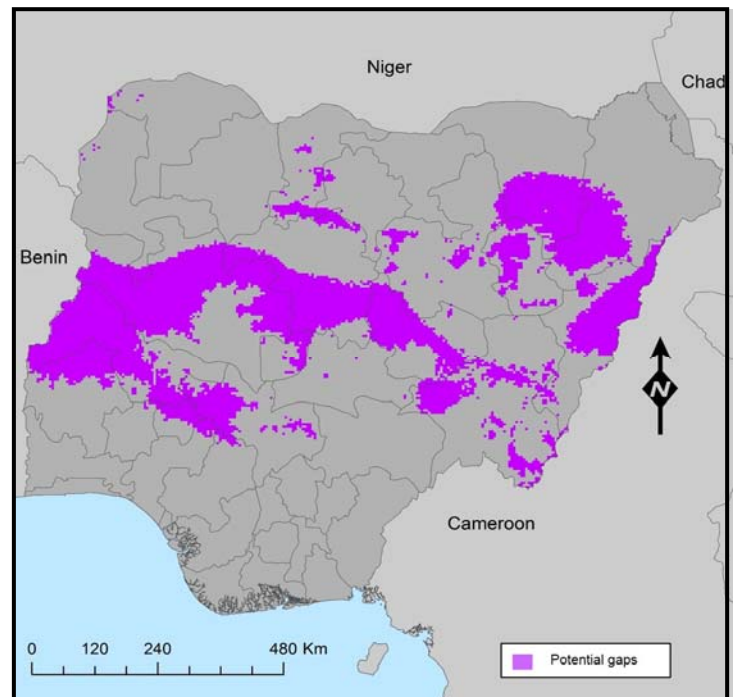 Niger
Chad
Benin
N
Cameroon
0 120 240 480 Km
Potential gaps